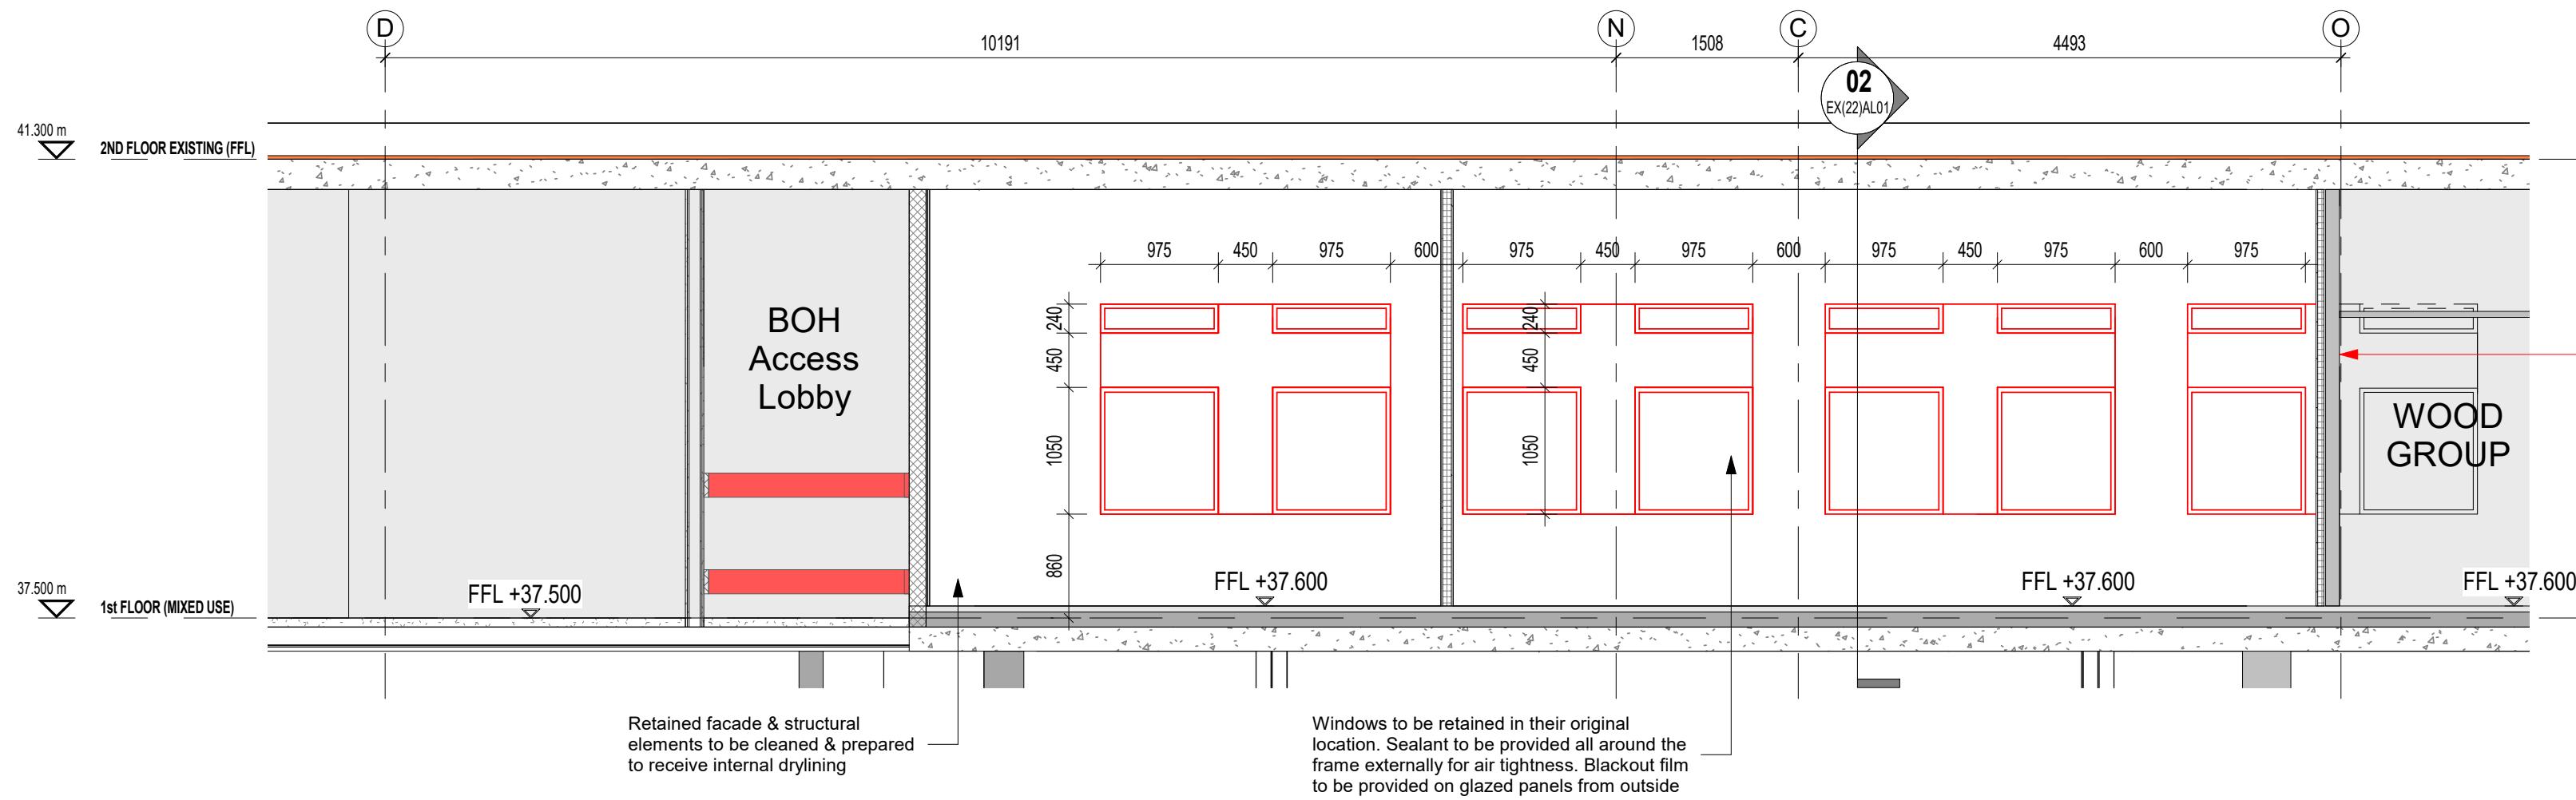 D
N
C
O
10191
1508
4493
02
EX(22)AL01
41.300 m
2ND FLOOR EXISTING (FFL)
975
450
975
600
975
450
975
600
975
450
975
600
975
240
450
1050
860
240
450
1050
BOH
Access
Lobby
WOOD
GROUP
37.500 m
1st FLOOR (MIXED USE)
FFL +37.500
FFL +37.600
FFL +37.600
FFL +37.600
Retained facade & structural
elements to be cleaned & prepared
to receive internal drylining
Windows to be retained in their original
location. Sealant to be provided all around the
frame externally for air tightness. Blackout film
to be provided on glazed panels from outside